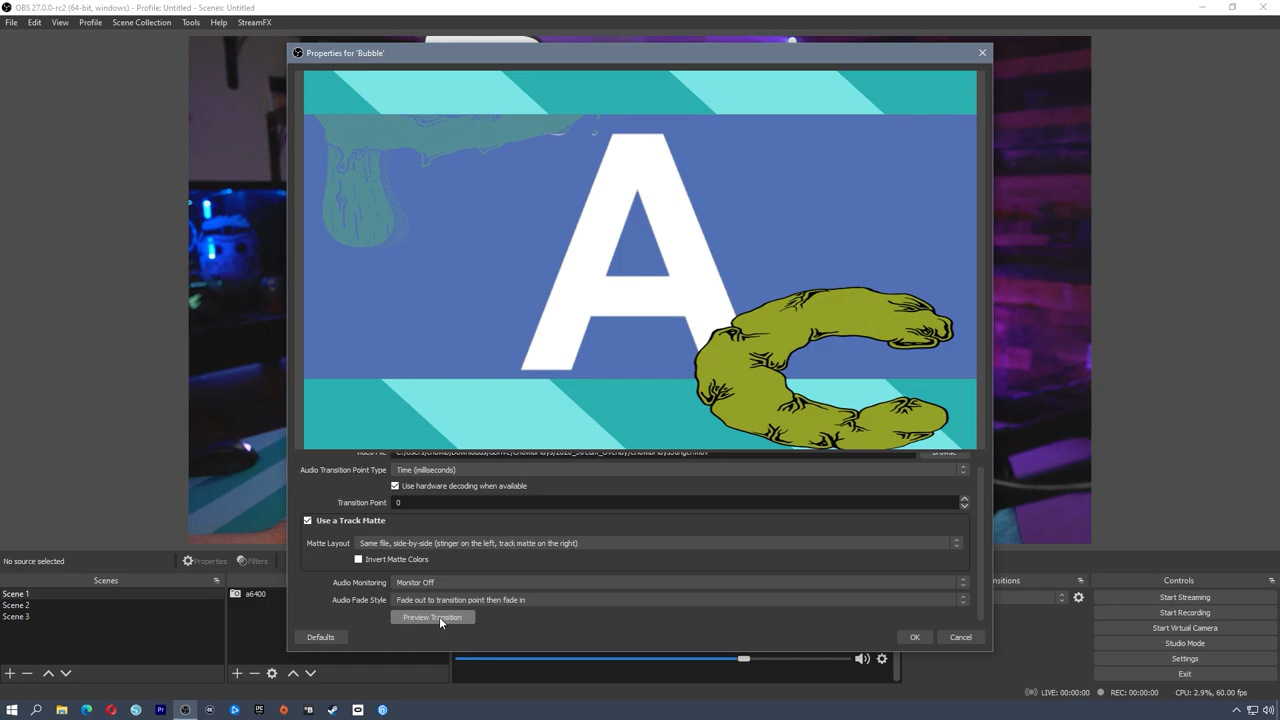 OBS 27.0.0-rc2 (64-bit, windows) - Profile: Untitled - Scenes: Untitled
File Edit View Profile Scene Collection Tools Help StreamFX
Properties for 'Bubble'
A
Audio Transition Point Type Time (milliseconds)
Use hardware decoding when available
Transition Point 0
Use a Track Matte
Matte Layout Same file, side-by-side (stinger on the left, track matte on the right)
Invert Matte Colors
Audio Monitoring Monitor Off
Audio Fade Style Fade out to transition point then fade in
Preview Transition
Defaults OK Cancel
No source selected Properties Filters
Scenes
Scene 1
Scene 2
Scene 3
a6400
Controls
Start Streaming
Start Recording
Start Virtual Camera
Studio Mode
Settings
Exit
LIVE: 00:00:00 REC: 00:00:00 CPU: 2.9%, 60.00 fps